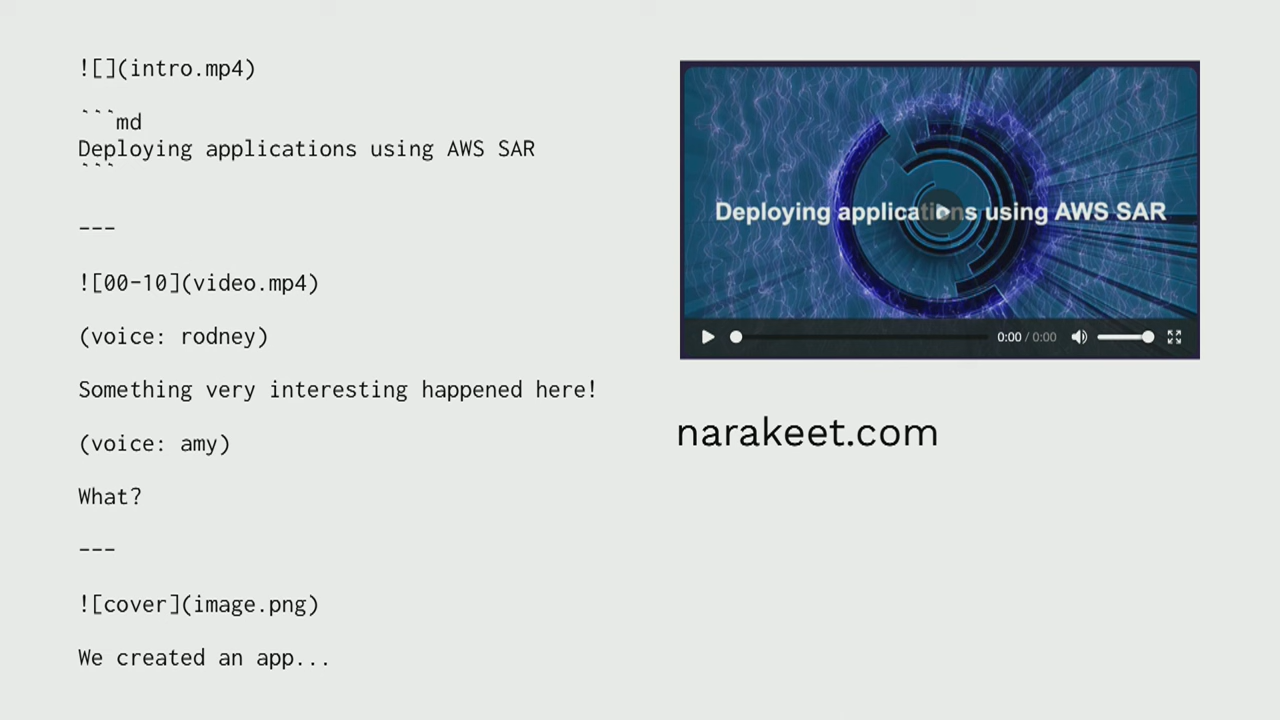 ![](intro.mp4)
```md
Deploying applications using AWS SAR
```
---
![00-10](video.mp4)
(voice: rodney)
Something very interesting happened here!
(voice: amy)
What?
---
![cover](image.png)
We created an app...
Deploying applications using AWS SAR
0:00 / 0:00
narakeet.com